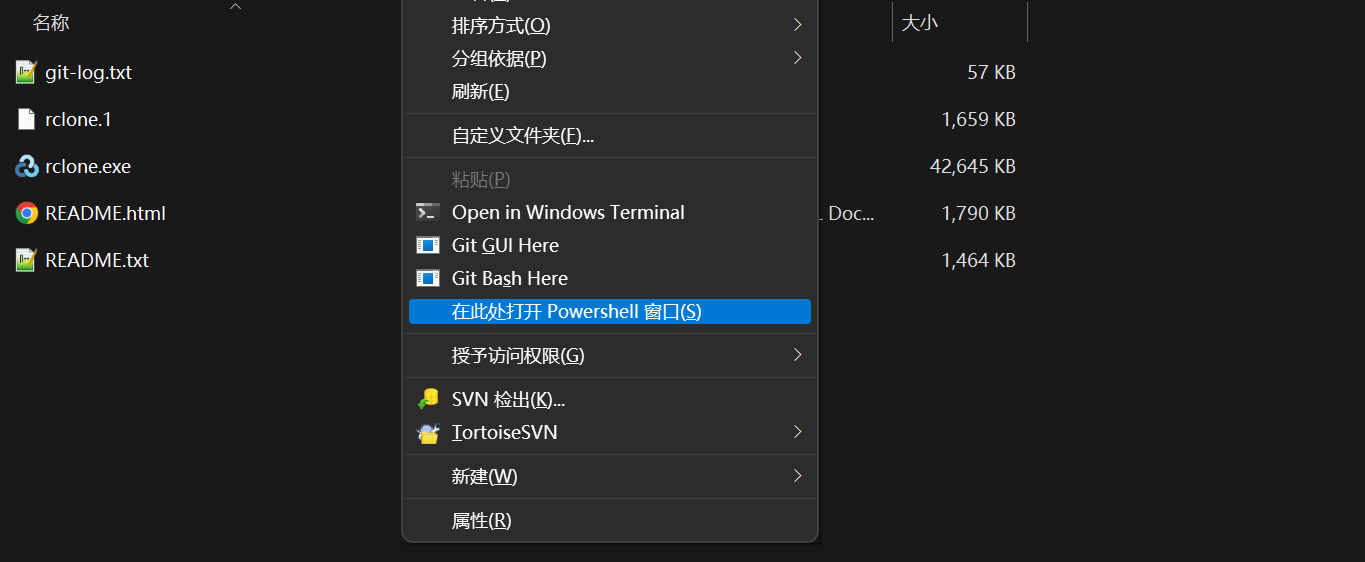 名称
大小
git-log.txt
57 KB
rclone.1
1,659 KB
rclone.exe
42,645 KB
README.html
Doc...
1,790 KB
README.txt
1,464 KB
排序方式(O)
分组依据(P)
刷新(E)
自定义文件夹(F)...
粘贴(P)
Open in Windows Terminal
Git GUI Here
Git Bash Here
在此处打开 Powershell 窗口(S)
授予访问权限(G)
SVN 检出(K)...
TortoiseSVN
新建(W)
属性(R)